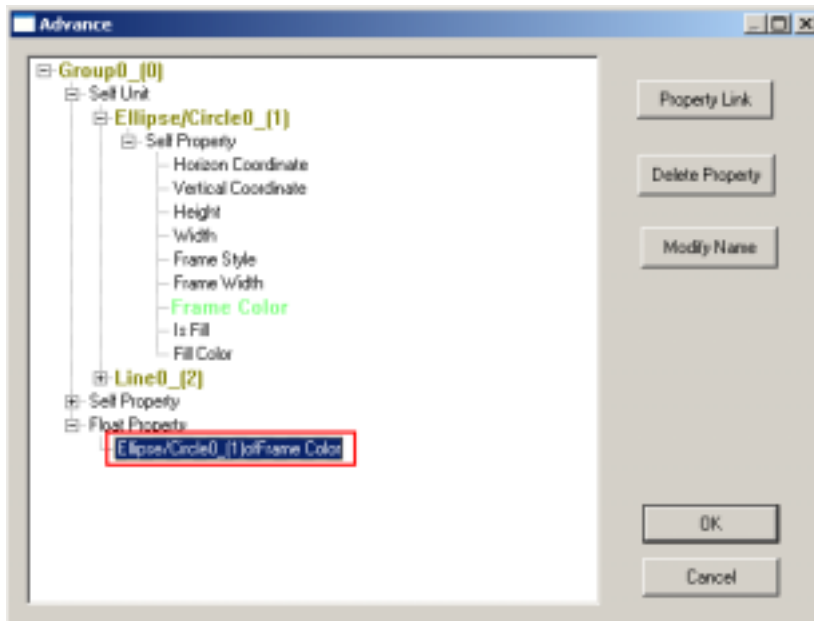 Advance
Group0_(0)
Self Unit
Ellipse/Circle0_(1)
Self Property
Horizon Coordinate
Vertical Coordinate
Height
Width
Frame Style
Frame Width
Frame Color
Is Fill
Fill Color
Line0_(2)
Self Property
Float Property
Ellipse/Circle0_(1)ofFrame Color
Property Link
Delete Property
Modify Name
OK
Cancel